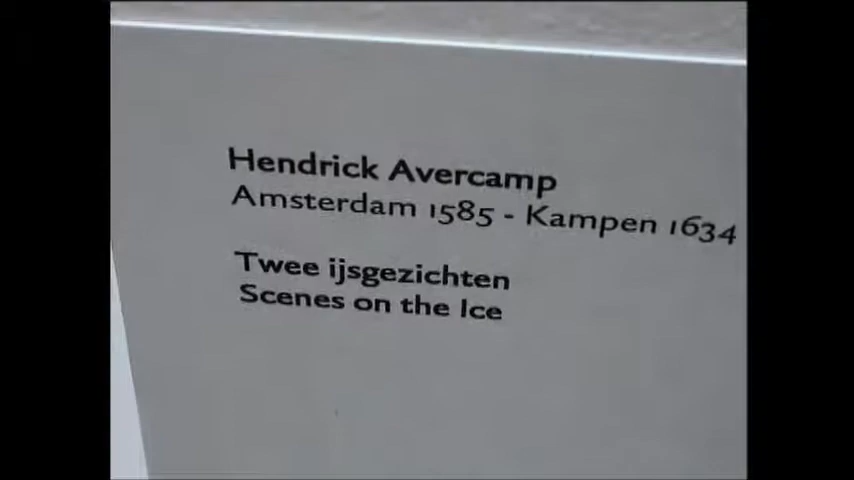 Hendrick Avercamp
Amsterdam 1585 - Kampen 1634
Twee ijsgezichten
Scenes on the Ice